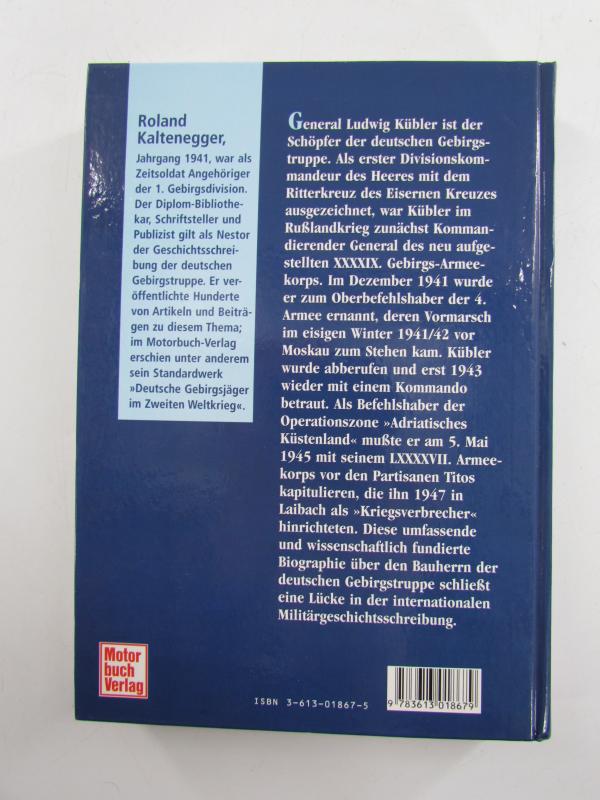 Roland
Kaltenegger,
Jahrgang 1941, war als
Zeitsoldat Angehöriger
der 1. Gebirgsdivision.
Der Diplom-Bibliothe-
kar, Schriftsteller und
Publizist gilt als Nestor
der Geschichtsschrei-
bung der deutschen
Gebirgstruppe. Er ver-
öffentlichte Hunderte
von Artikeln und Beiträ-
gen zu diesem Thema;
im Motorbuch-Verlag
erschien unter anderem
sein Standardwerk
»Deutsche Gebirgsjäger
im Zweiten Weltkrieg«.
General Ludwig Kübler ist der
Schöpfer der deutschen Gebirgs-
truppe. Als erster Divisionskom-
mandeur des Heeres mit dem
Ritterkreuz des Eisernen Kreuzes
ausgezeichnet, war Kübler im
Rußlandkrieg zunächst Komman-
dierender General des neu aufge-
stellten XXXXIX. Gebirgs-Armee-
korps. Im Dezember 1941 wurde
er zum Oberbefehlshaber der 4.
Armee ernannt, deren Vormarsch
im eisigen Winter 1941/42 vor
Moskau zum Stehen kam. Kübler
wurde abberufen und erst 1943
wieder mit einem Kommando
betraut. Als Befehlshaber der
Operationszone »Adriatisches
Küstenland« mußte er am 5. Mai
1945 mit seinem LXXXXVII. Armee-
korps vor den Partisanen Titos
kapitulieren, die ihn 1947 in
Laibach als »Kriegsverbrecher«
hinrichteten. Diese umfassende
und wissenschaftlich fundierte
Biographie über den Bauherrn der
deutschen Gebirgstruppe schließt
eine Lücke in der internationalen
Militärgeschichtsschreibung.
Motor
buch
Verlag
ISBN 3-613-01867-5
9 783613 018679